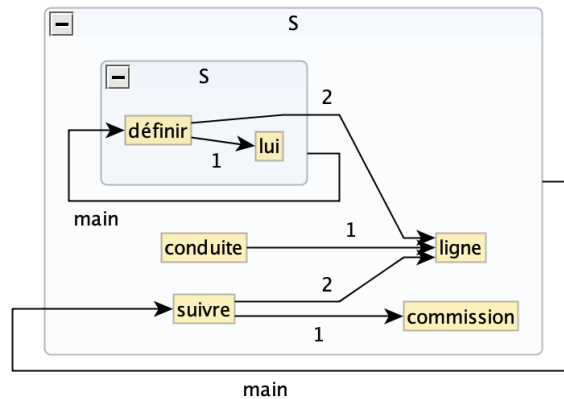 S
S
2
définir
1
lui
main
1
conduite
ligne
2
suivre
commission
1
main